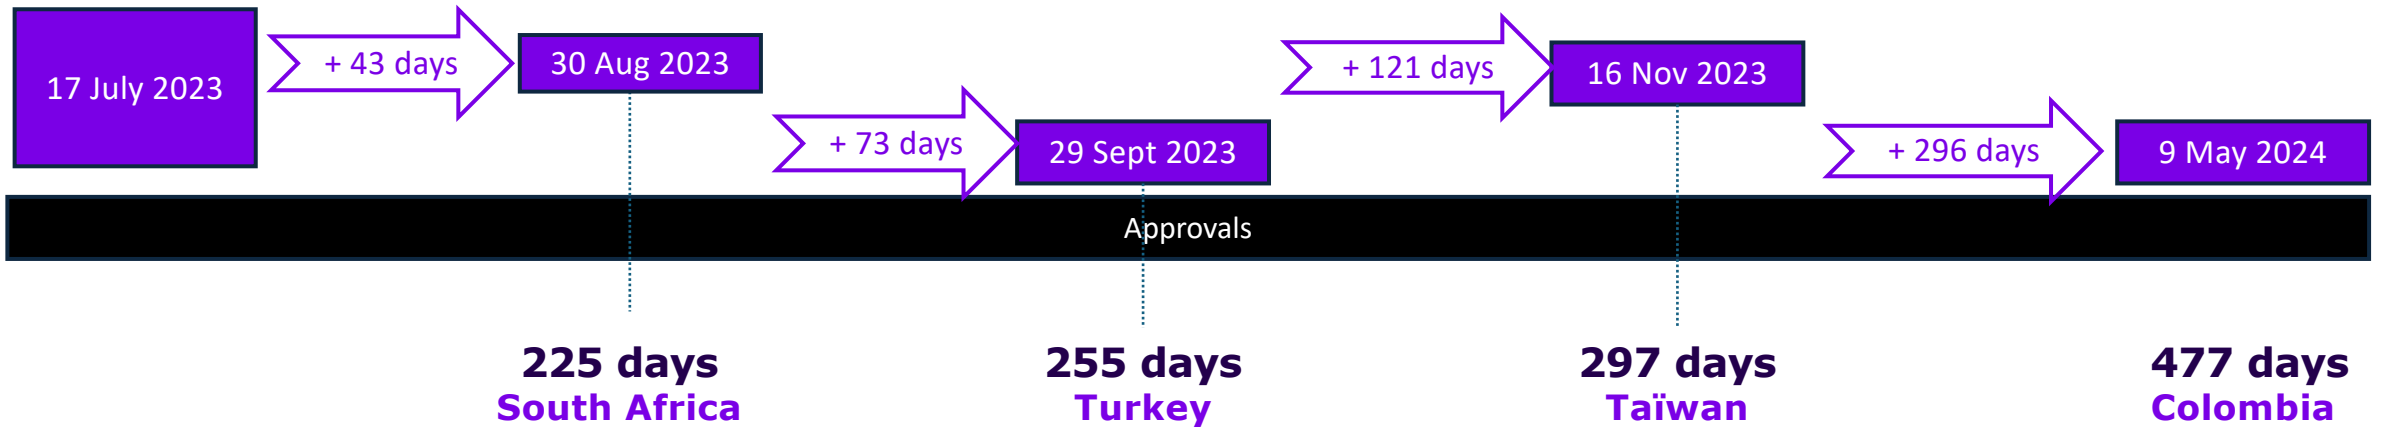 17 July 2023
+ 43 days
30 Aug 2023
+ 73 days
29 Sept 2023
+ 121 days
16 Nov 2023
+ 296 days
9 May 2024
Approvals
225 days
South Africa
255 days
Turkey
297 days
Taïwan
477 days
Colombia